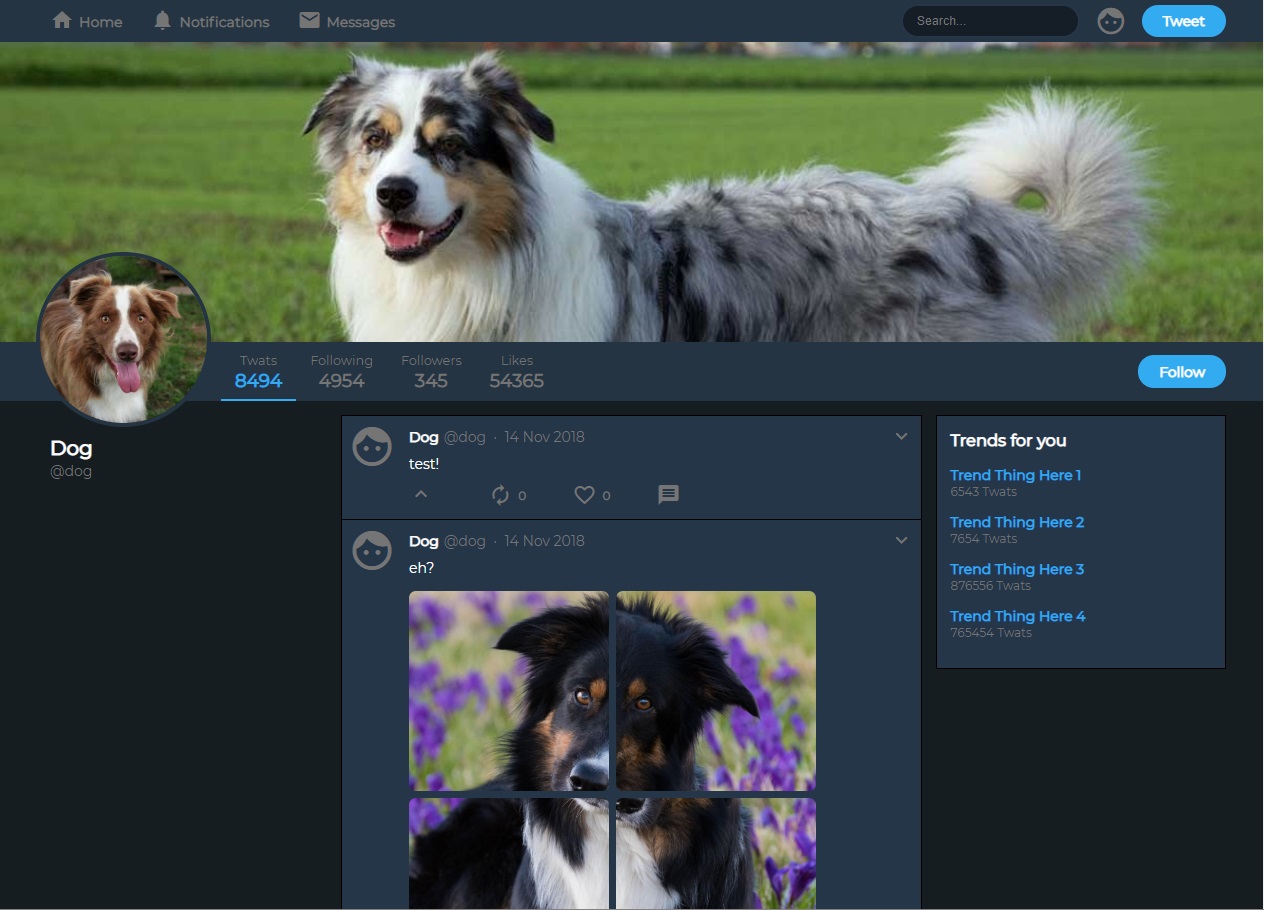 Home Notifications Messages Search... Tweet
Twats Following Followers Likes
8494 4954 345 54365 Follow
Dog
@dog
Dog @dog · 14 Nov 2018
test!
0 0
Dog @dog · 14 Nov 2018
eh?
Trends for you
Trend Thing Here 1
6543 Twats
Trend Thing Here 2
7654 Twats
Trend Thing Here 3
876556 Twats
Trend Thing Here 4
765454 Twats